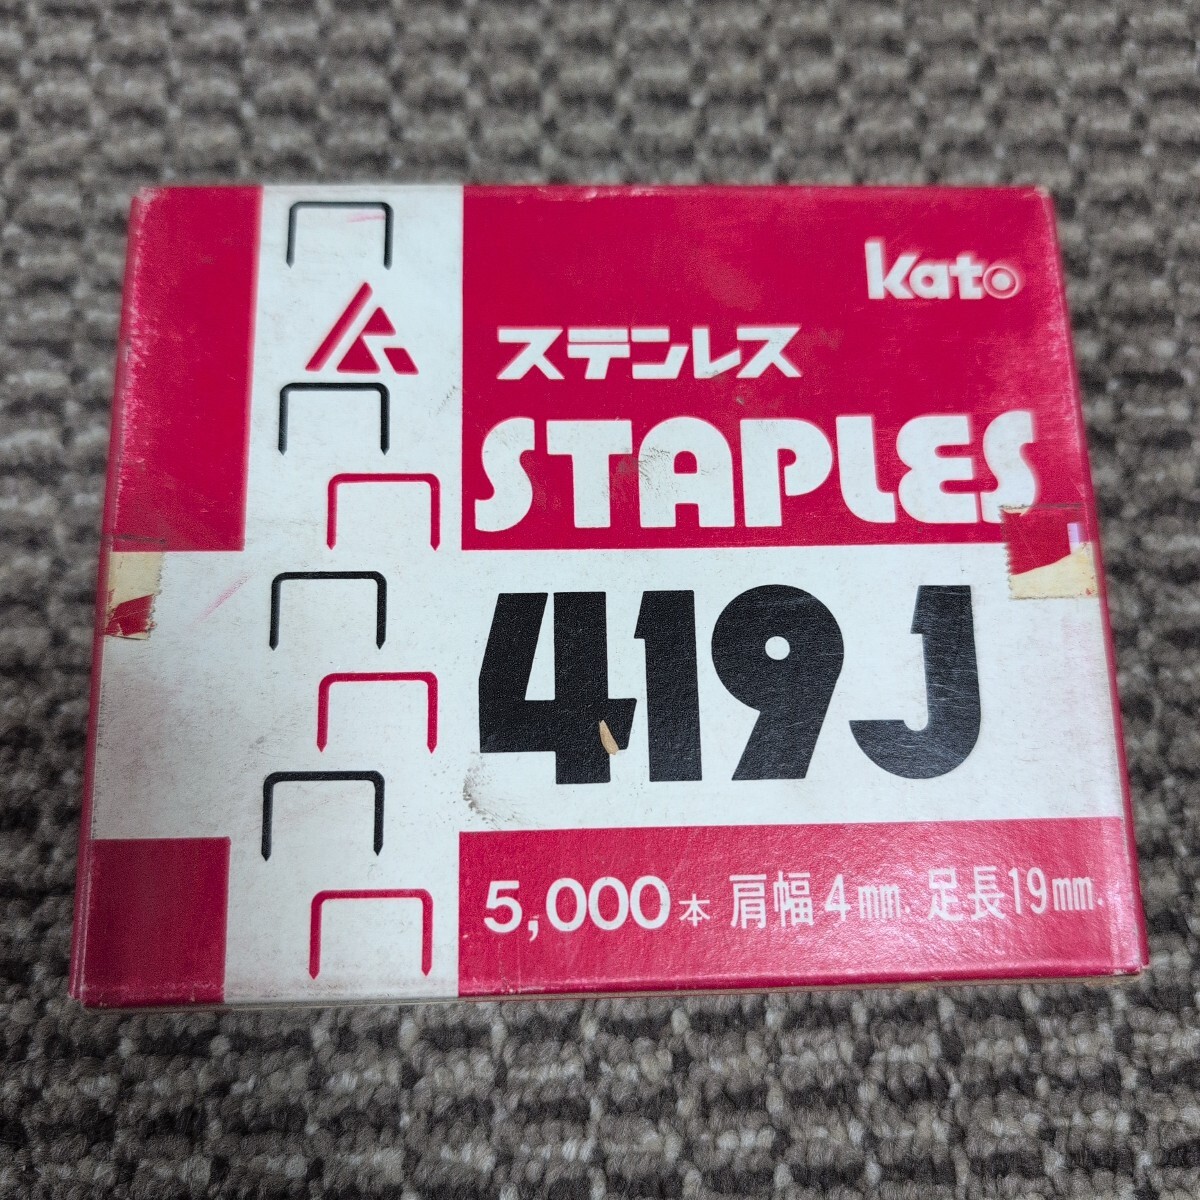 Kato
ステンレス
STAPLES
419J
5,000本 肩幅4mm. 足長19mm.